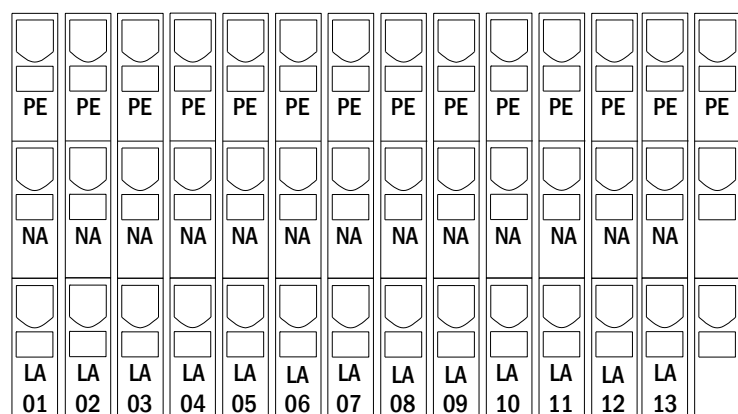 PE PE PE PE PE PE PE PE PE PE PE PE PE PE
NA NA NA NA NA NA NA NA NA NA NA NA NA
LA LA LA LA LA LA LA LA LA LA LA LA LA
01 02 03 04 05 06 07 08 09 10 11 12 13